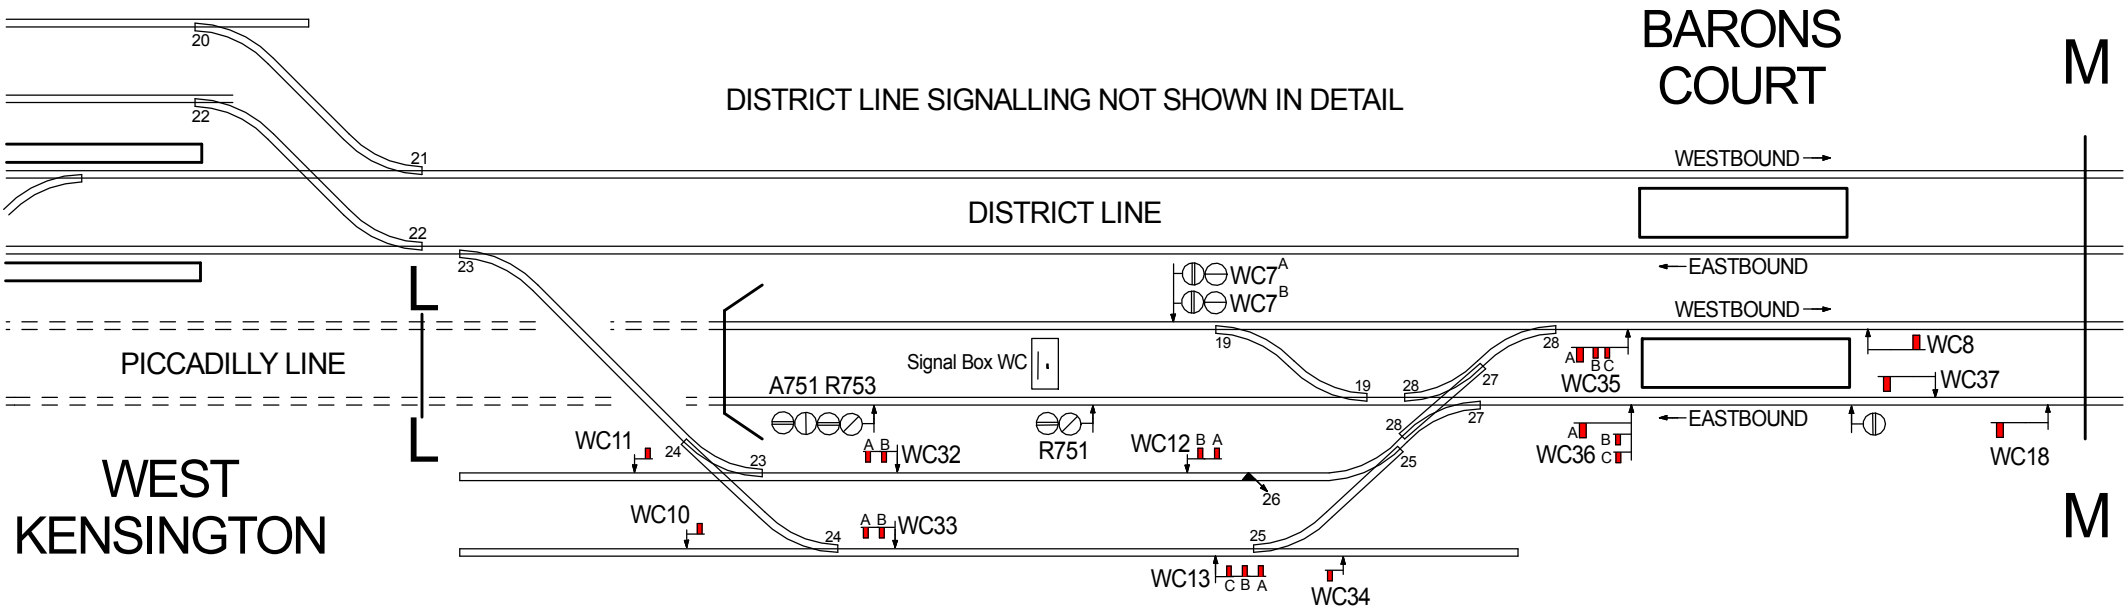 BARONS
COURT
M
20
DISTRICT LINE SIGNALLING NOT SHOWN IN DETAIL
22
21
WESTBOUND
DISTRICT LINE
22
23
EASTBOUND
WC7A
WC7B
WESTBOUND
PICCADILLY LINE
Signal Box WC
19
28
A B C
WC35
WC8
WC37
A751 R753
19
28
27
27
EASTBOUND
R751
WC11
24
23
A B
WC32
WC12
B A
28
25
WC36
A
B
C
WC18
26
WEST
KENSINGTON
L
L
WC10
24
A B
WC33
25
WC13
C B A
WC34
M